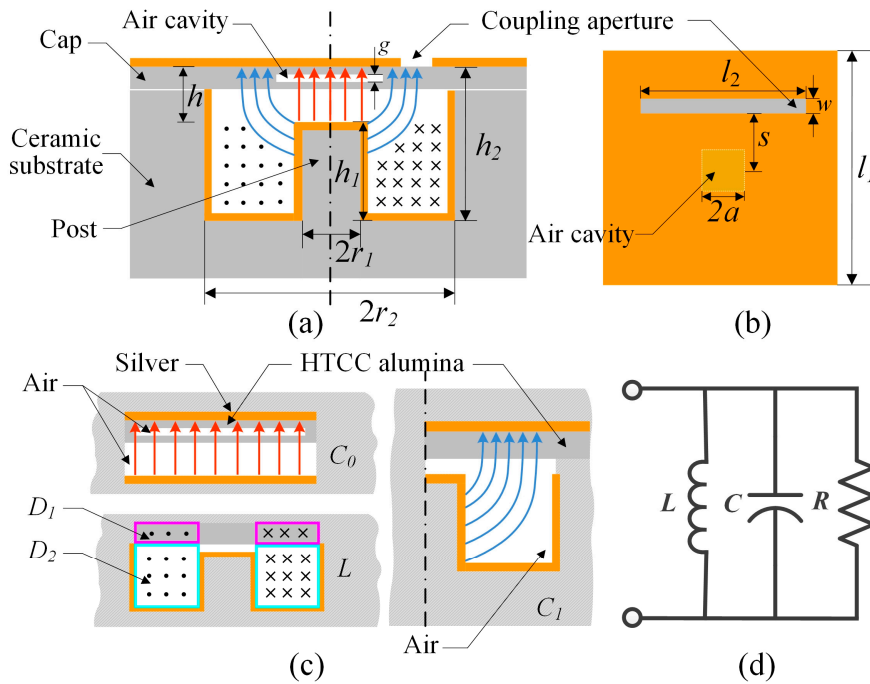 Air cavity
Coupling aperture
Cap
g
h
Ceramic
substrate
h₁
h₂
Post
2r₁
2r₂
(a)
l₂
w
s
l₁
2a
Air cavity
(b)
Silver
HTCC alumina
Air
C₀
D₁
D₂
L
C₁
Air
(c)
L
C
R
(d)